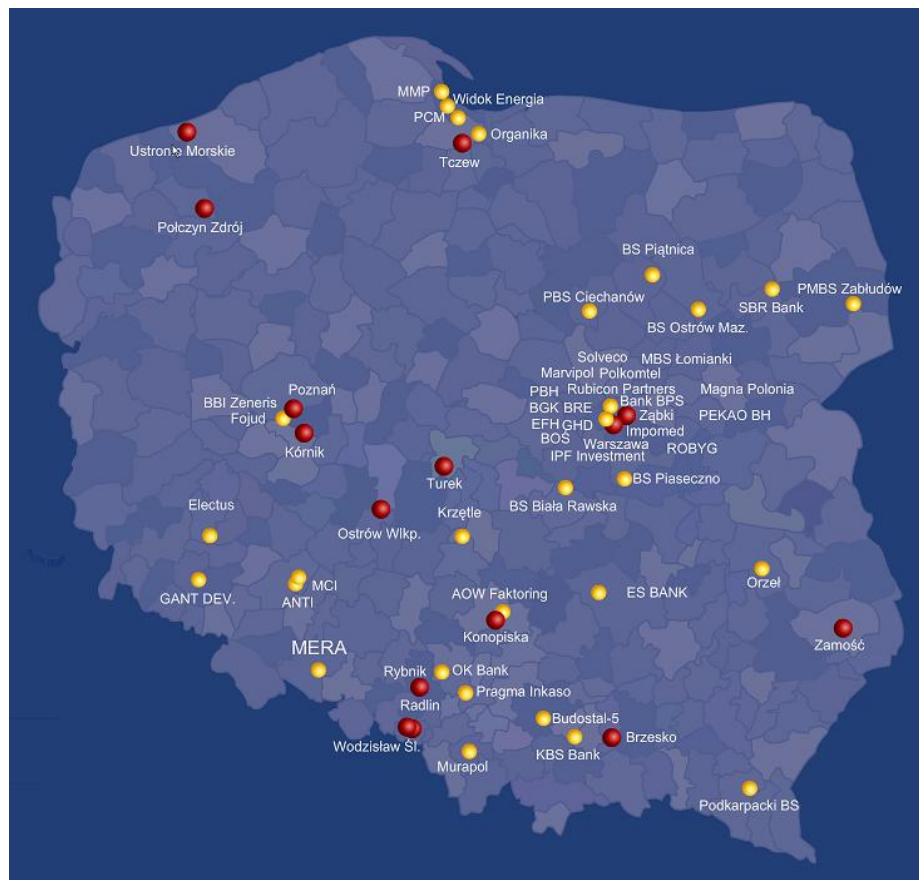 MMP
Widok Energia
PCM
Organika
Tczew
Ustronie Morskie
Połczyn Zdrój
BS Piątnica
PBS Ciechanów
BS Ostrów Maz.
SBR Bank
PMBS Zabłudów
Solveco
MBS Łomianki
Marvipol
Polkomtel
PBH
Rubicon Partners
Magna Polonia
BGK
BRE
Bank BPS
Ząbki
PEKAO BH
EFH
GHD
Impomed
BOŚ
Warszawa
ROBYG
IPF Investment
BBI Zeneris
Poznań
Fojud
Kórnik
Turek
BS Piaseczno
BS Biała Rawska
Ostrów Wlkp.
Krzętle
Electus
GANT DEV.
MCI
ANTI
AOW Faktoring
ES BANK
Orzeł
Konopiska
Zamość
MERA
Rybnik
OK Bank
Radlin
Pragma Inkaso
Wodzisław Śl.
Murapol
Budostal-5
KBS Bank
Brzesko
Podkarpacki BS